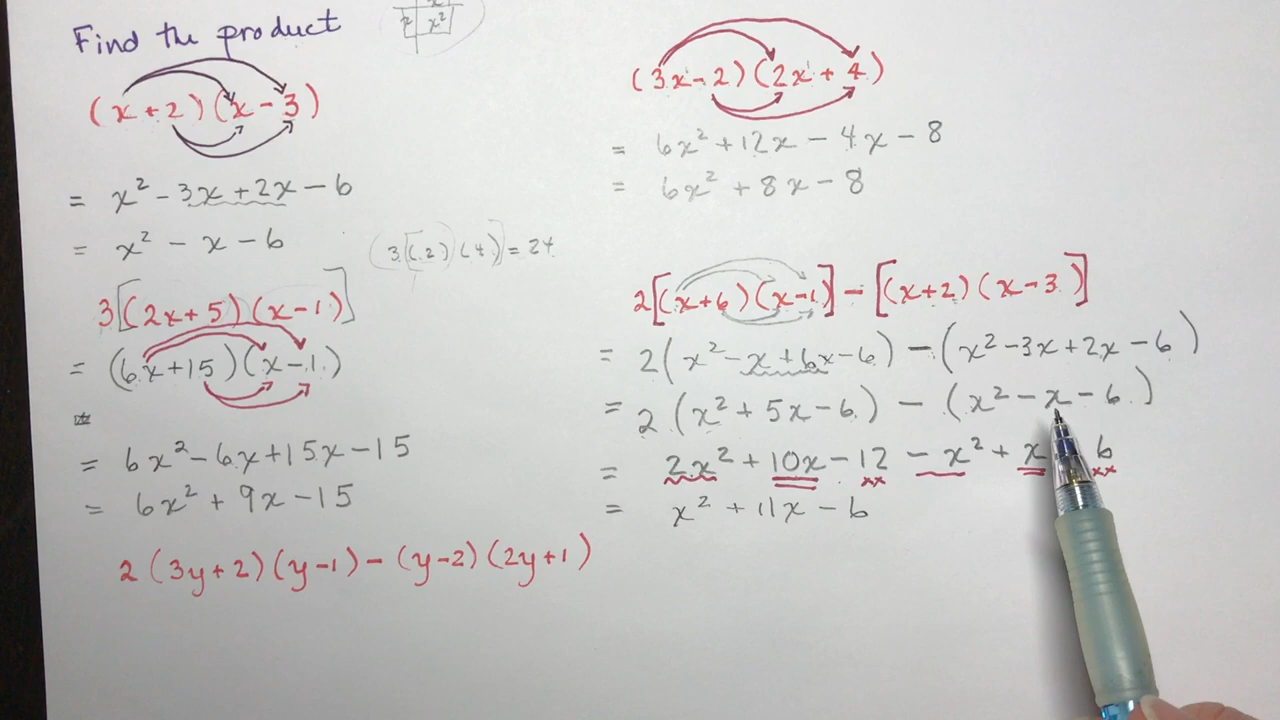 Find the product
x
x x²
(x+2)(x-3)
= x² - 3x + 2x - 6
= x² - x - 6
(3[(2)(4)] = 24
3[(2x+5)(x-1)]
= (6x+15)(x-1)
=
= 6x² - 6x + 15x - 15
= 6x² + 9x - 15
2(3y+2)(y-1) - (y-2)(2y+1)
(3x-2)(2x+4)
= 6x² + 12x - 4x - 8
= 6x² + 8x - 8
2[(x+6)(x-1)] - [(x+2)(x-3)]
= 2(x² - x + 6x - 6) - (x² - 3x + 2x - 6)
= 2(x² + 5x - 6) - (x² - x - 6)
= 2x² + 10x - 12 - x² + x 6
= x² + 11x - 6